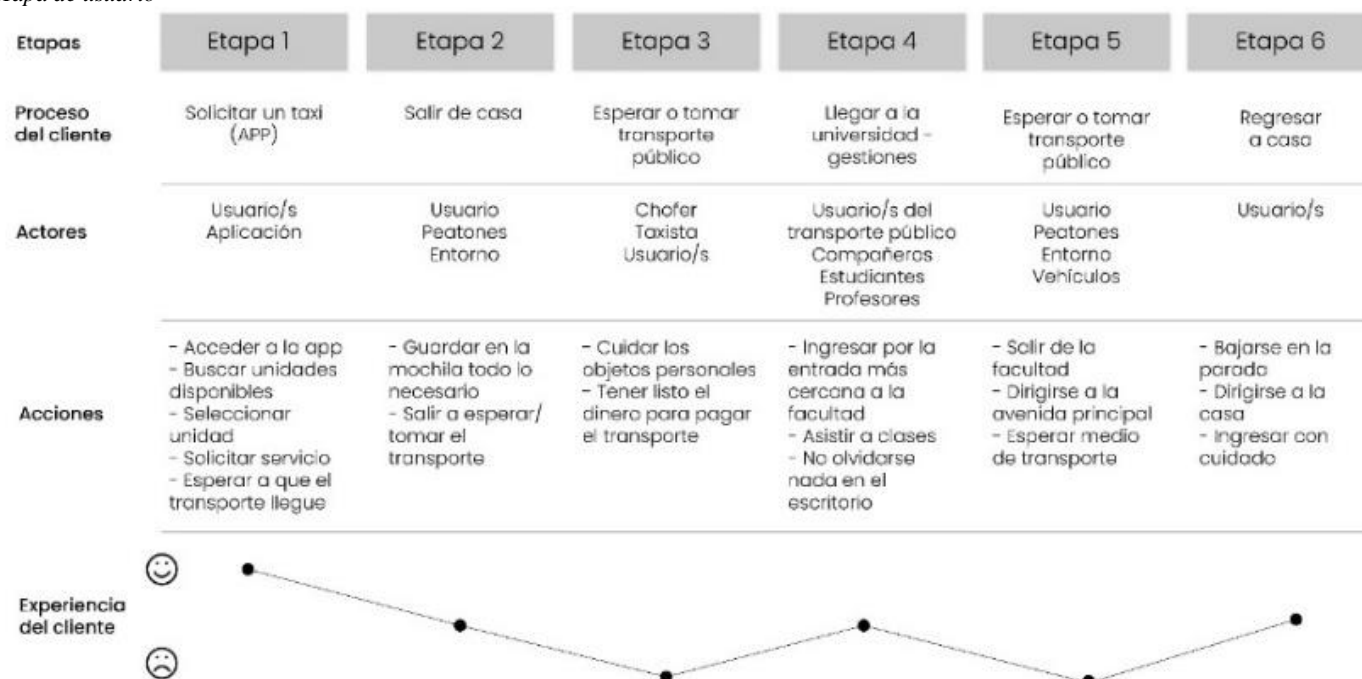 Mapa de usuario
Etapas
Etapa 1
Etapa 2
Etapa 3
Etapa 4
Etapa 5
Etapa 6
Proceso
del cliente
Solicitar un taxi
(APP)
Salir de casa
Esperar o tomar
transporte
público
Llegar a la
universidad -
gestiones
Esperar o tomar
transporte
público
Regresar
a casa
Actores
Usuario/s
Aplicación
Usuario
Peatones
Entorno
Chofer
Taxista
Usuario/s
Usuario/s del
transporte público
Compañeros
Estudiantes
Profesores
Usuario
Peatones
Entorno
Vehículos
Usuario/s
Acciones
- Acceder a la app
- Buscar unidades
disponibles
- Seleccionar
unidad
- Solicitar servicio
- Esperar a que el
transporte llegue
- Guardar en la
mochila todo lo
necesario
- Salir a esperar/
tomar el
transporte
- Cuidar los
objetos personales
- Tener listo el
dinero para pagar
el transporte
- Ingresar por la
entrada más
cercana a la
facultad
- Asistir a clases
- No olvidarse
nada en el
escritorio
- Salir de la
facultad
- Dirigirse a la
avenida principal
- Esperar medio
de transporte
- Bajarse en la
parada
- Dirigirse a la
casa
- Ingresar con
cuidado
Experiencia
del cliente